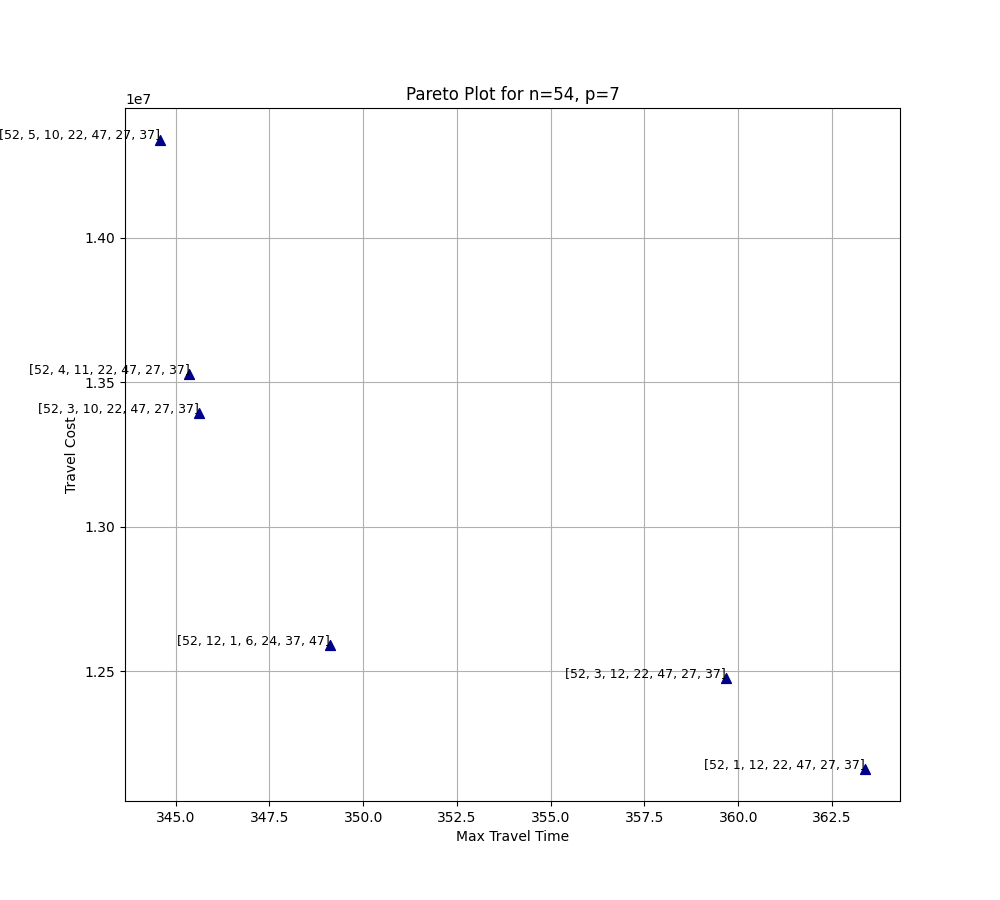 Pareto Plot for n=54, p=7
1e7
[52, 5, 10, 22, 47, 27, 37]
1.40
[52, 4, 11, 22, 47, 27, 37]
1.35
[52, 3, 10, 22, 47, 27, 37]
Travel Cost
1.30
[52, 12, 1, 6, 24, 37, 47]
1.25
[52, 3, 12, 22, 47, 27, 37]
[52, 1, 12, 22, 47, 27, 37]
345.0 347.5 350.0 352.5 355.0 357.5 360.0 362.5
Max Travel Time